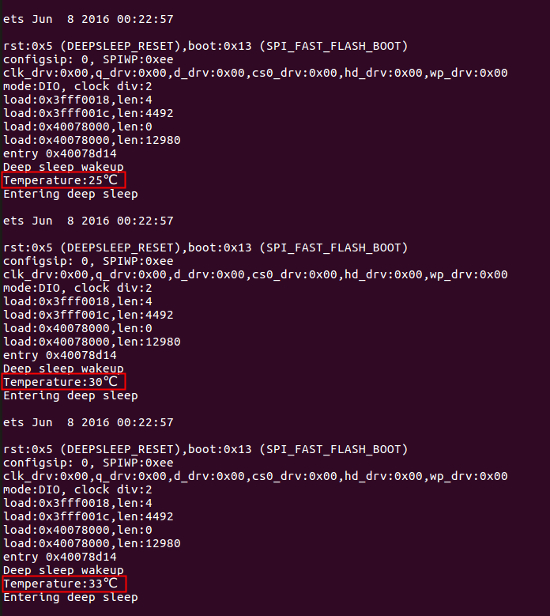 ets Jun  8 2016 00:22:57
rst:0x5 (DEEPSLEEP_RESET),boot:0x13 (SPI_FAST_FLASH_BOOT)
configsip: 0, SPIWP:0xee
clk_drv:0x00,q_drv:0x00,d_drv:0x00,cs0_drv:0x00,hd_drv:0x00,wp_drv:0x00
mode:DIO, clock div:2
load:0x3fff0018,len:4
load:0x3fff001c,len:4492
load:0x40078000,len:0
load:0x40078000,len:12980
entry 0x40078d14
Deep sleep wakeup
Temperature:25℃
Entering deep sleep
ets Jun  8 2016 00:22:57
rst:0x5 (DEEPSLEEP_RESET),boot:0x13 (SPI_FAST_FLASH_BOOT)
configsip: 0, SPIWP:0xee
clk_drv:0x00,q_drv:0x00,d_drv:0x00,cs0_drv:0x00,hd_drv:0x00,wp_drv:0x00
mode:DIO, clock div:2
load:0x3fff0018,len:4
load:0x3fff001c,len:4492
load:0x40078000,len:0
load:0x40078000,len:12980
entry 0x40078d14
Deep sleep wakeup
Temperature:30℃
Entering deep sleep
ets Jun  8 2016 00:22:57
rst:0x5 (DEEPSLEEP_RESET),boot:0x13 (SPI_FAST_FLASH_BOOT)
configsip: 0, SPIWP:0xee
clk_drv:0x00,q_drv:0x00,d_drv:0x00,cs0_drv:0x00,hd_drv:0x00,wp_drv:0x00
mode:DIO, clock div:2
load:0x3fff0018,len:4
load:0x3fff001c,len:4492
load:0x40078000,len:0
load:0x40078000,len:12980
entry 0x40078d14
Deep sleep wakeup
Temperature:33℃
Entering deep sleep